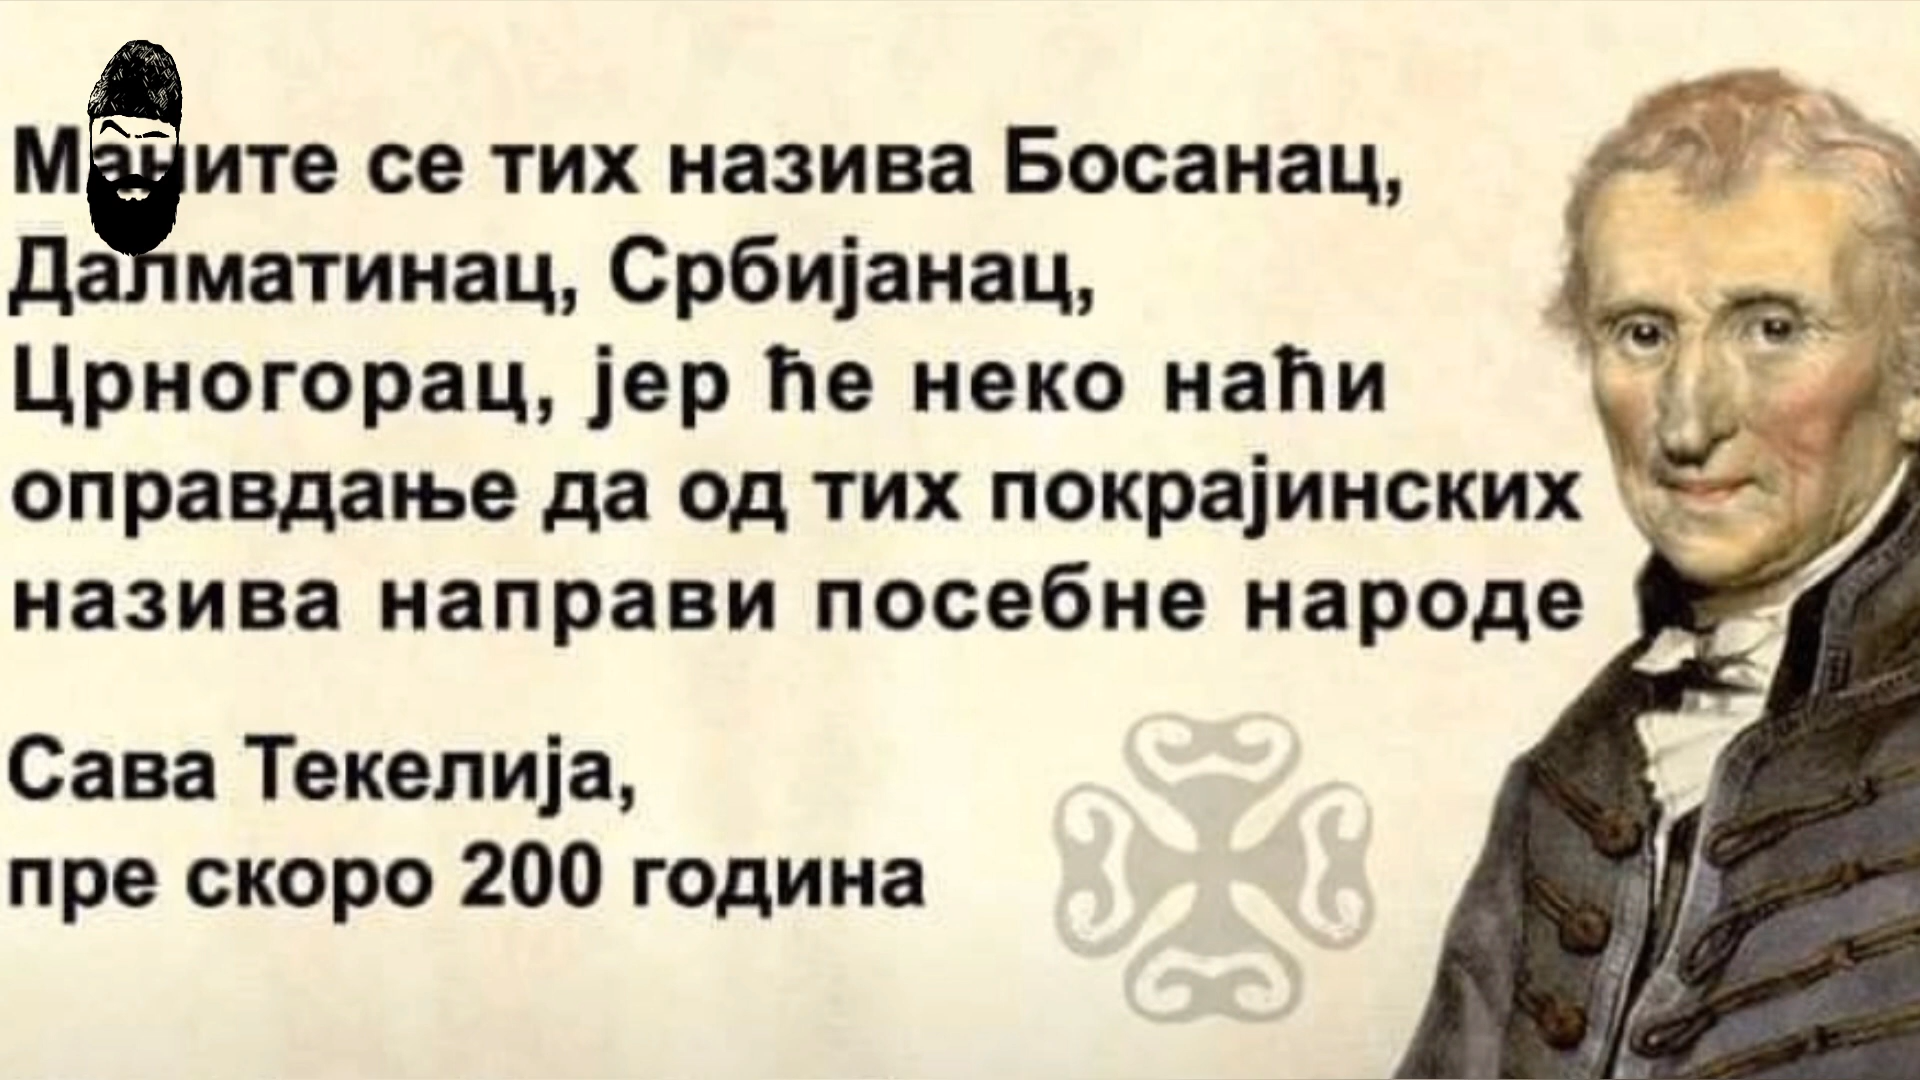 Маните се тих назива Босанац,
Далматинац, Србијанац,
Црногорац, јер ће неко наћи
оправдање да од тих покрајинских
назива направи посебне народе
Сава Текелија,
пре скоро 200 година